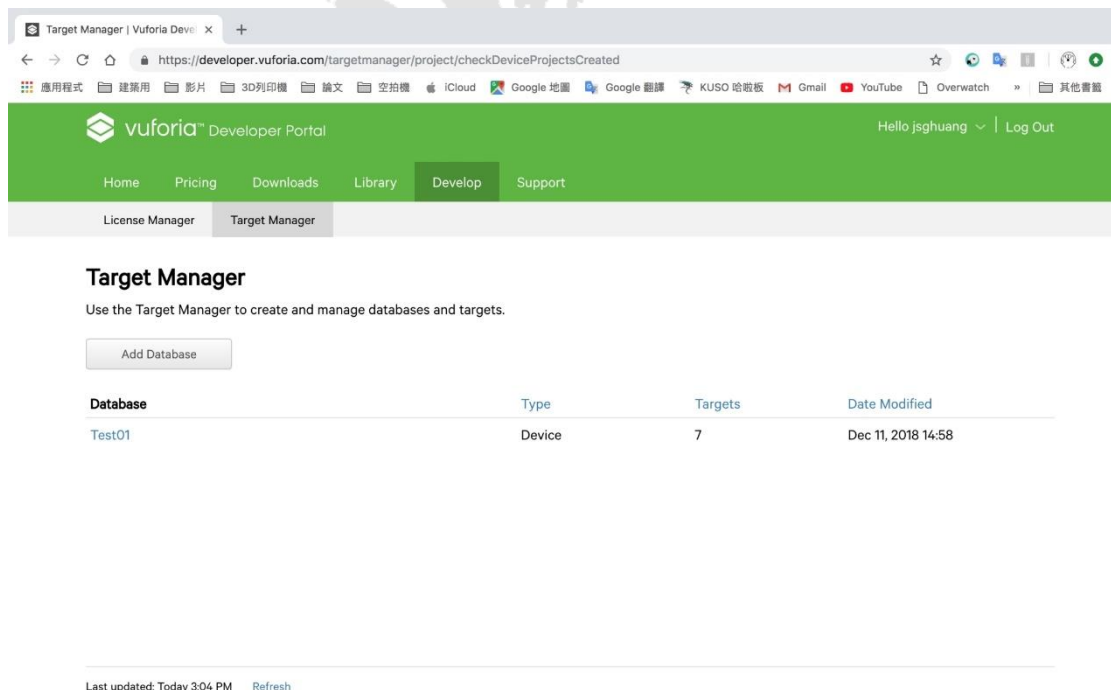 Target Manager | Vuforia Deve
https://developer.vuforia.com/targetmanager/project/checkDeviceProjectsCreated
應用程式 建築用 影片 3D列印機 論文 空拍機 iCloud Google 地圖 Google 翻譯 KUSO 哈啦板 Gmail YouTube Overwatch » 其他書籤
vuforia™ Developer Portal Hello jsghuang Log Out
Home Pricing Downloads Library Develop Support
License Manager Target Manager
Target Manager
Use the Target Manager to create and manage databases and targets.
Add Database
Database Type Targets Date Modified
Test01 Device 7 Dec 11, 2018 14:58
Last updated: Today 3:04 PM Refresh